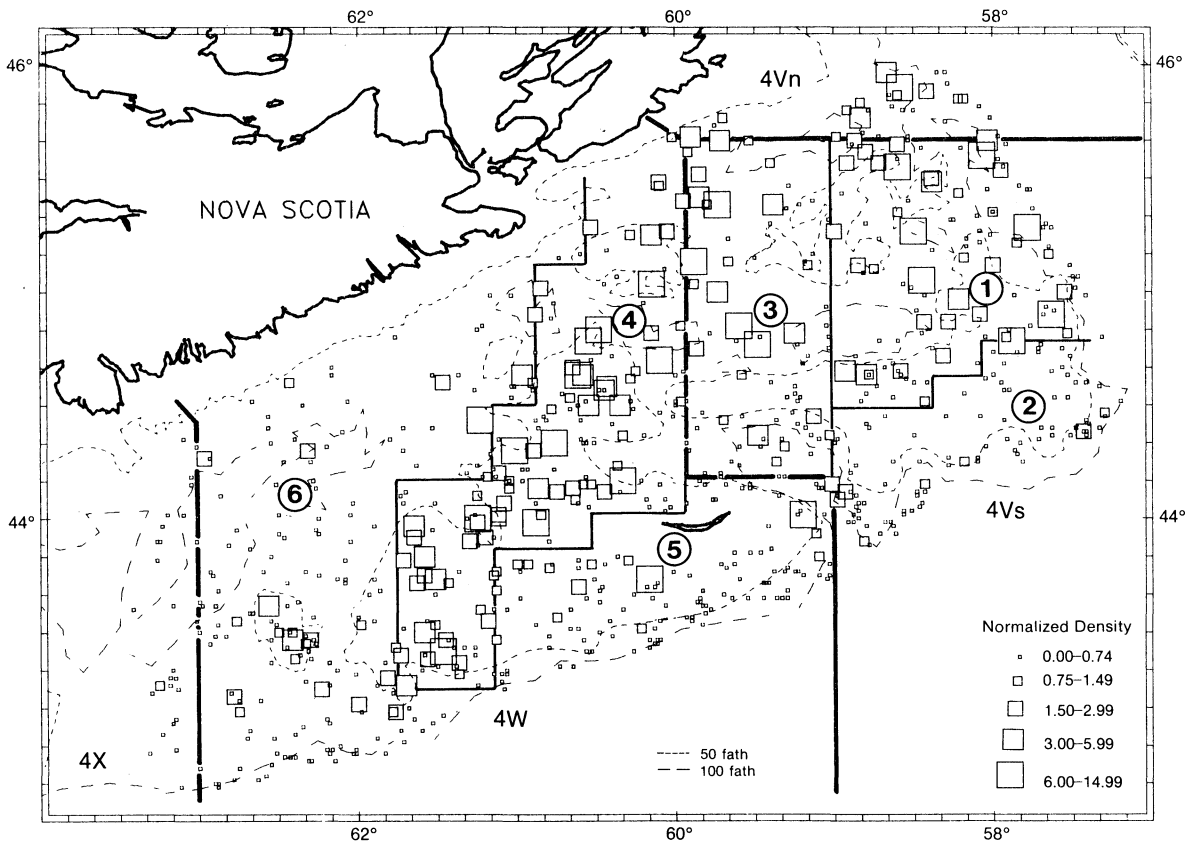 62° 60° 58°
46° 46°
4Vn
NOVA SCOTIA
1
3
4
2
6
44° 44°
4Vs
5
Normalized Density
0.00–0.74
0.75–1.49
1.50–2.99
3.00–5.99
6.00–14.99
4W
4X
50 fath
100 fath
62° 60° 58°